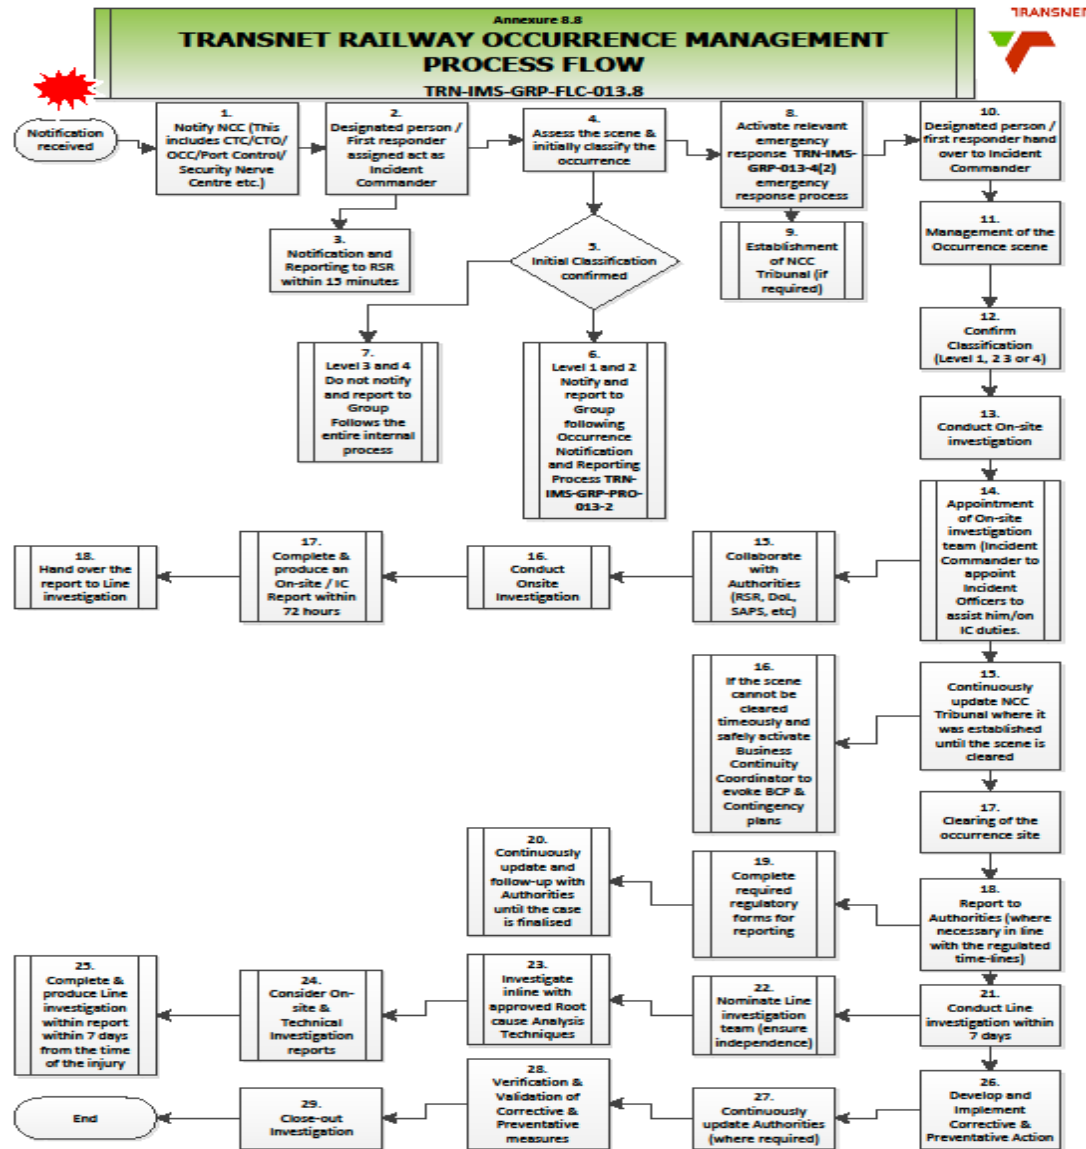 Annexure 8.8
TRANSNET
TRANSNET RAILWAY OCCURRENCE MANAGEMENT
PROCESS FLOW
TRN-IMS-GRP-FLC-013.8
Notification
received
1.
Notify NCC (This
includes CTC/CTO/
OCC/Port Control/
Security Nerve
Centre etc.)
2.
Designated person /
First responder
assigned act as
Incident
Commander
4.
Assess the scene &
initially classify the
occurrence
8.
Activate relevant
emergency
response TRN-IMS-
GRP-013-4(2)
emergency
response process
10.
Designated person /
first responder hand
over to Incident
Commander
3.
Notification and
Reporting to RSR
within 15 minutes
5.
Initial Classification
confirmed
9.
Establishment
of NCC
Tribunal (if
required)
11.
Management of the
Occurrence scene
7.
Level 3 and 4
Do not notify
and report to
Group
Follows the
entire internal
process
6.
Level 1 and 2
Notify and
report to
Group
following
Occurrence
Notification
and Reporting
Process TRN-
IMS-GRP-PRO-
013-2
12.
Confirm
Classification
(Level 1, 2 3 or 4)
13.
Conduct On-site
investigation
14.
Appointment
of On-site
investigation
team (Incident
Commander to
appoint
Incident
Officers to
assist him/on
IC duties.
15.
Collaborate
with
Authorities
(RSR, DoL,
SAPS, etc)
16.
Conduct
Onsite
Investigation
17.
Complete &
produce an
On-site / IC
Report within
72 hours
18.
Hand over the
report to Line
investigation
15.
Continuously
update NCC
Tribunal where it
was established
until the scene is
cleared
16.
If the scene
cannot be
cleared
timeously and
safely activate
Business
Continuity
Coordinator to
evoke BCP &
Contingency
plans
17.
Clearing of the
occurrence site
18.
Report to
Authorities (where
necessary in line
with the regulated
time-lines)
19.
Complete
required
regulatory
forms for
reporting
20.
Continuously
update and
follow-up with
Authorities
until the case
is finalised
21.
Conduct Line
investigation within
7 days
22.
Nominate Line
investigation
team (ensure
independence)
23.
Investigate
inline with
approved Root
cause Analysis
Techniques
24.
Consider On-
site &
Technical
Investigation
reports
25.
Complete &
produce Line
investigation
within report
within 7 days
from the time
of the injury
26.
Develop and
Implement
Corrective &
Preventative Action
27.
Continuously
update Authorities
(where required)
28.
Verification &
Validation of
Corrective &
Preventative
measures
29.
Close-out
Investigation
End